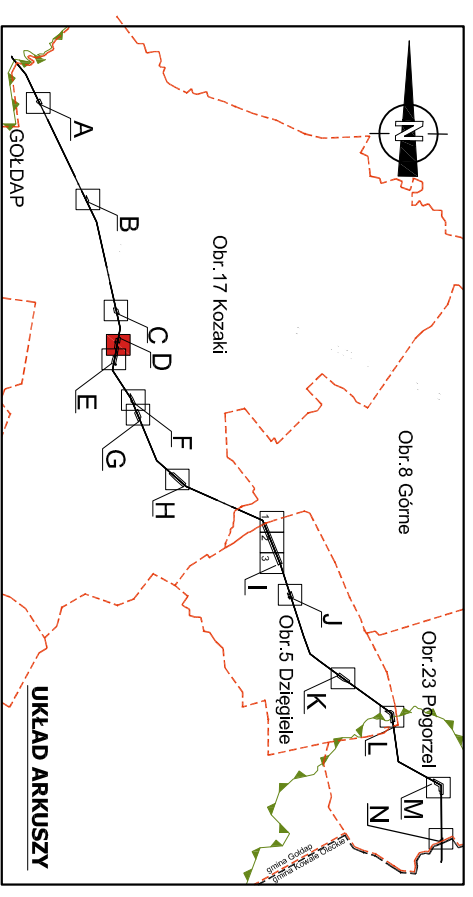 N
GOŁDAP
A
B
Obr.17 Kozaki
C
D
E
F
G
H
Obr.8 Górne
1
2
3
I
J
Obr.5 Dzięgiele
K
Obr.23 Pogorzel
L
M
N
gmina Gołdap
gmina Kowale Oleckie
UKŁAD ARKUSZY